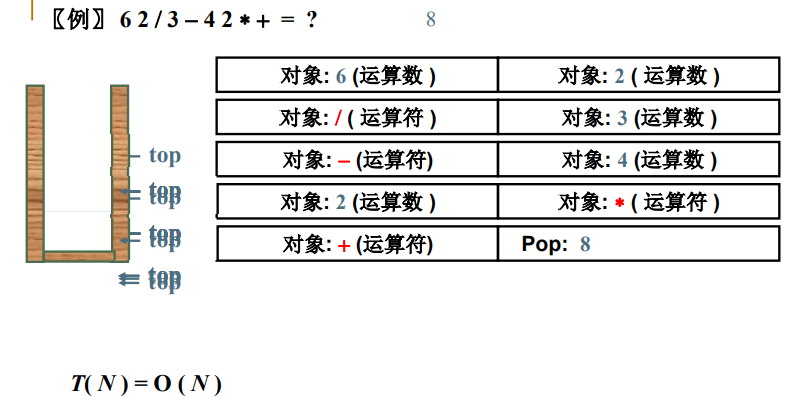 〖例〗 6 2 / 3 – 4 2 * + = ? 8
对象: 6 (运算数) 对象: 2 (运算数)
对象: / (运算符) 对象: 3 (运算数)
对象: – (运算符) 对象: 4 (运算数)
对象: 2 (运算数) 对象: * (运算符)
对象: + (运算符) Pop: 8
top
top
top
top
top
top
top
T( N ) = O ( N )